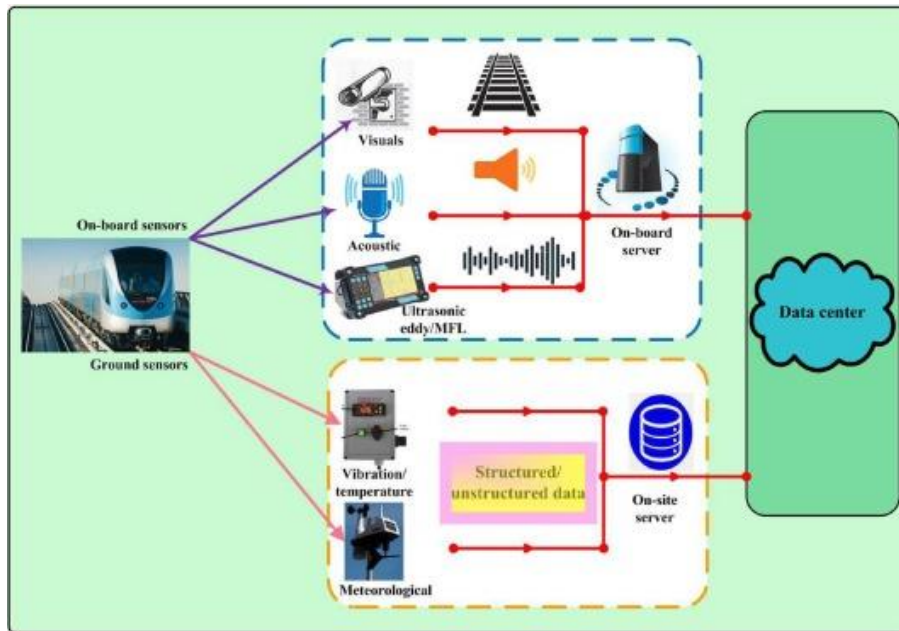 Visuals
On-board sensors
Acoustic
On-board
server
Ultrasonic
eddy/MFL
Data center
Ground sensors
Vibration/
temperature
Structured/
unstructured data
On-site
server
Meteorological